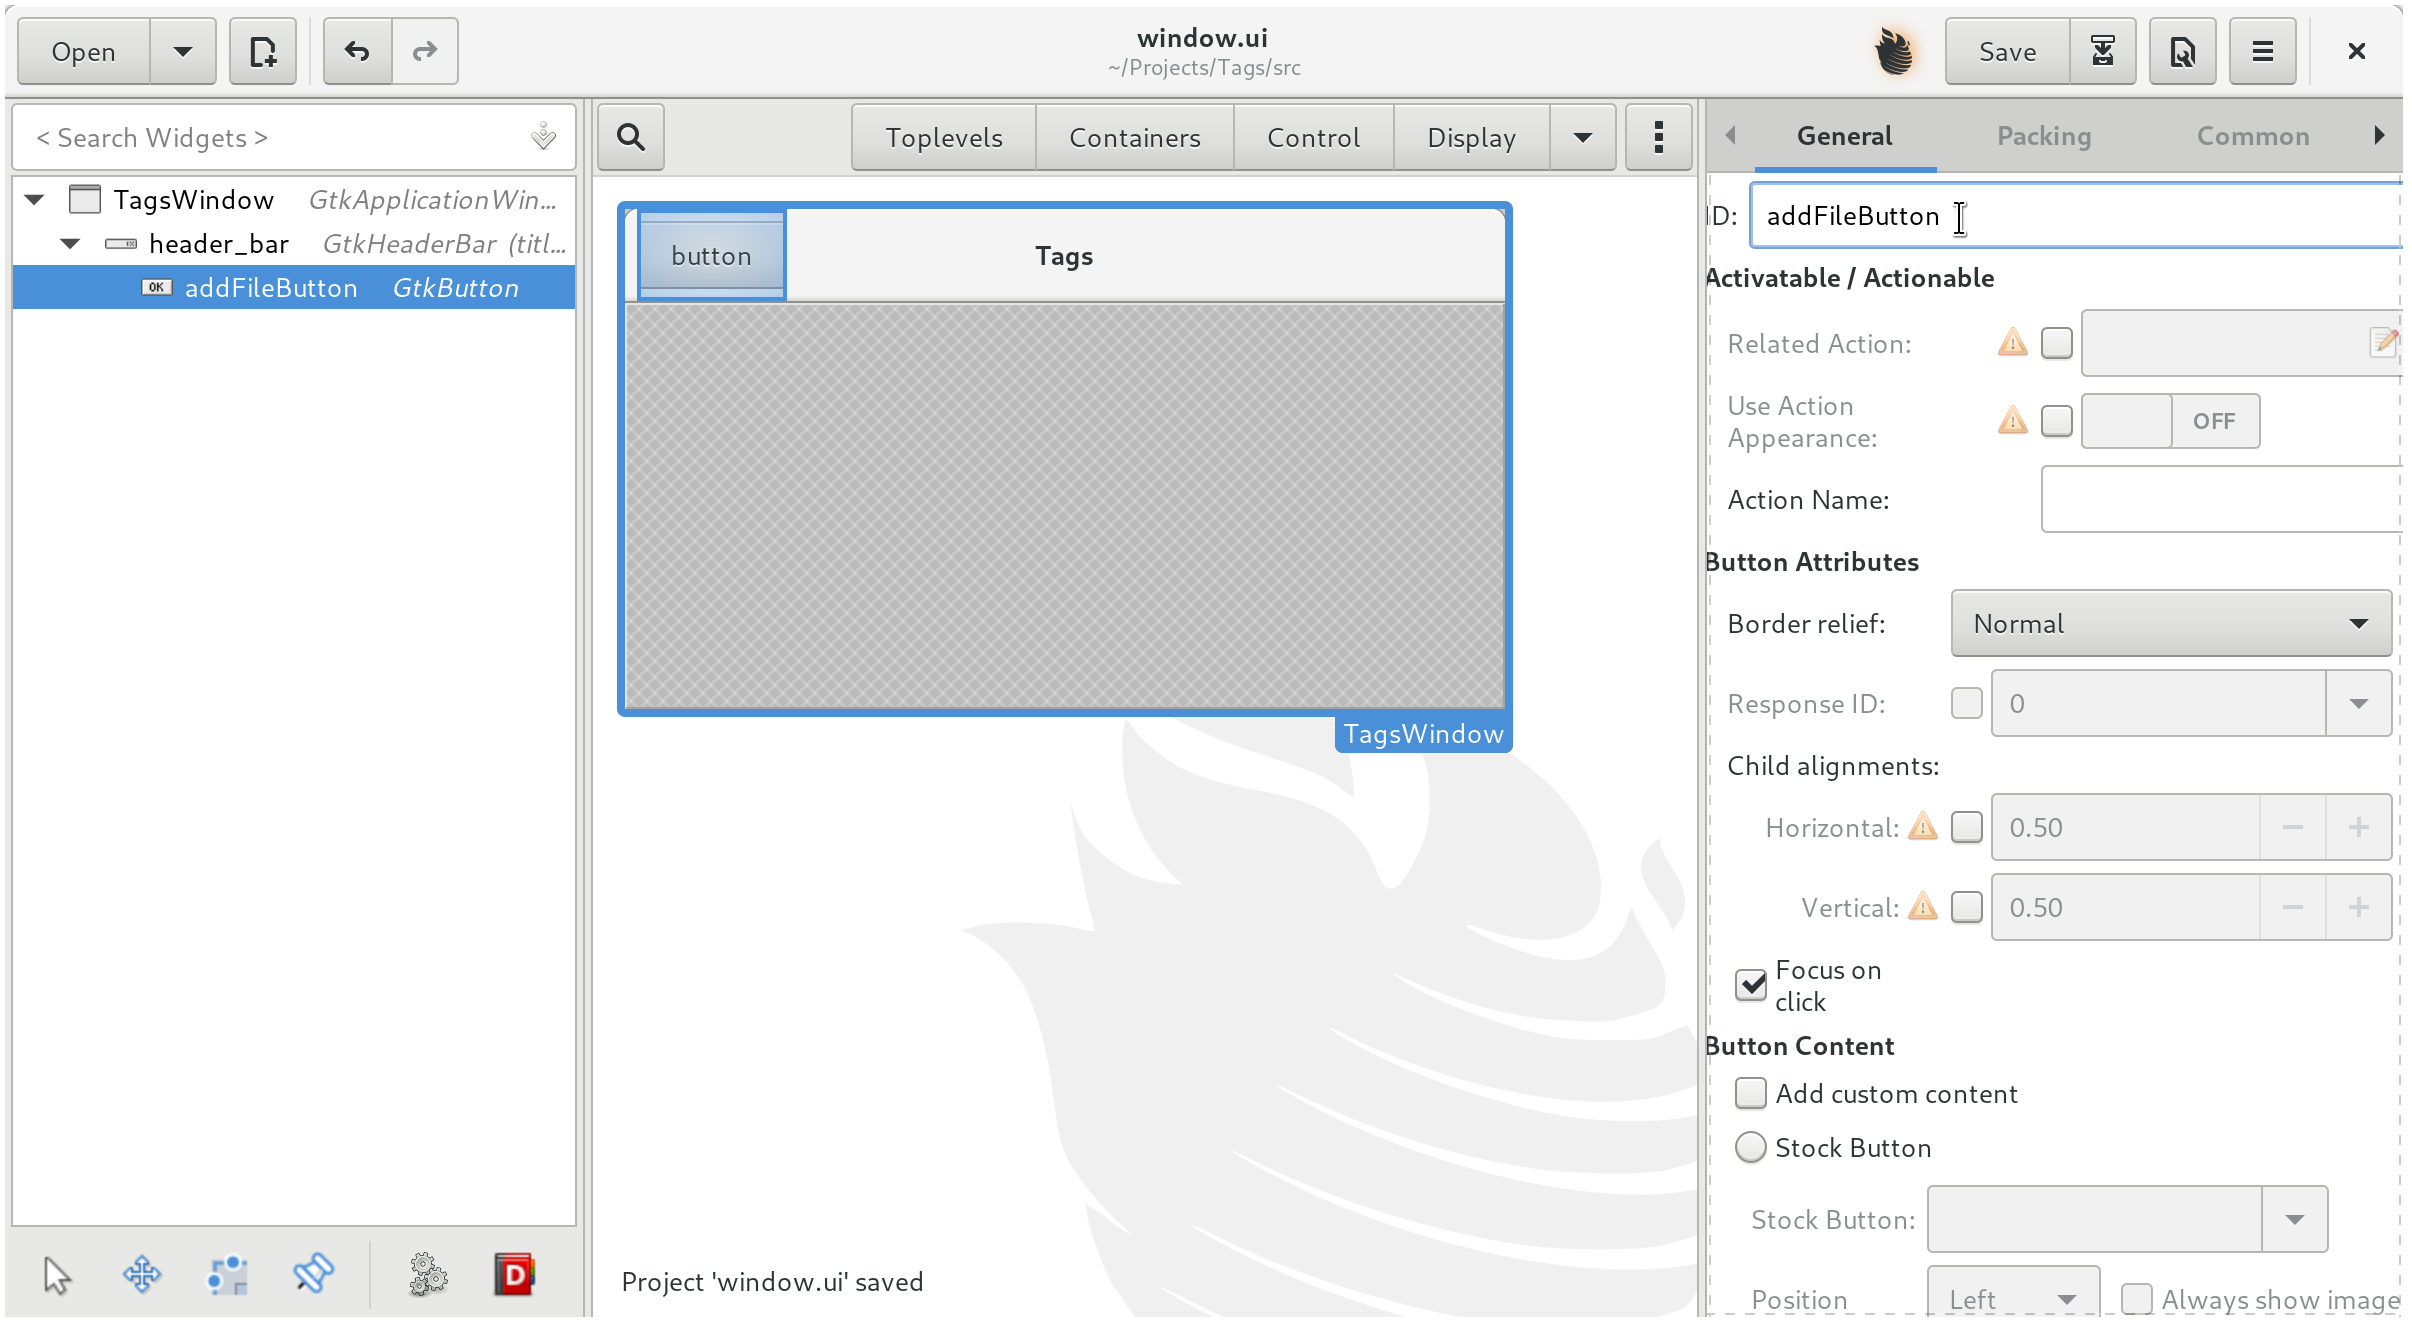 Open
window.ui
~/Projects/Tags/src
Save
< Search Widgets >
TagsWindow GtkApplicationWin...
header_bar GtkHeaderBar (titl...
OK addFileButton GtkButton
Toplevels Containers Control Display
button
Tags
TagsWindow
Project 'window.ui' saved
General Packing Common
ID: addFileButton
Activatable / Actionable
Related Action:
Use Action
Appearance:
OFF
Action Name:
Button Attributes
Border relief: Normal
Response ID: 0
Child alignments:
Horizontal: 0.50
Vertical: 0.50
Focus on
click
Button Content
Add custom content
Stock Button
Stock Button:
Position Left Always show image
D